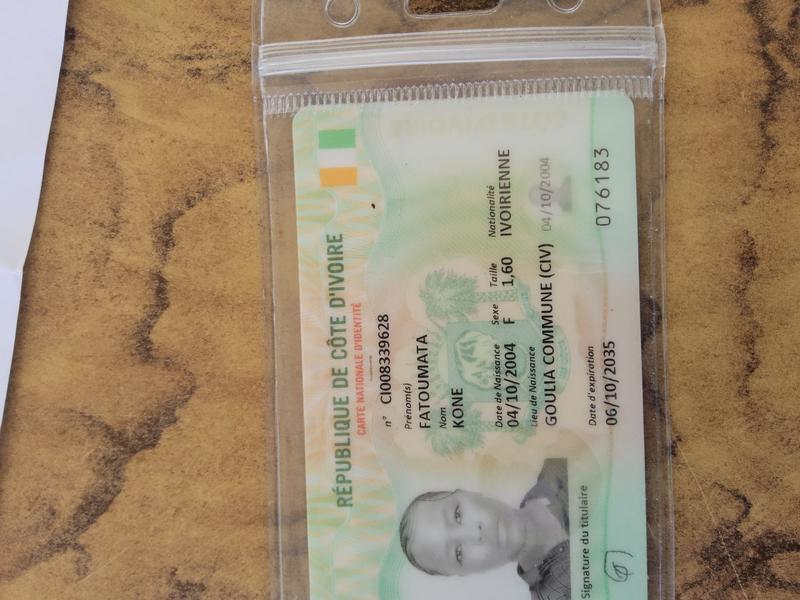 RÉPUBLIQUE DE CÔTE D'IVOIRE
CARTE NATIONALE D'IDENTITÉ
n° CI008339628
Prénom(s)
FATOUMATA
Nom
KONE
Date de Naissance Sexe Taille Nationalité
04/10/2004 F 1,60 IVOIRIENNE
Lieu de Naissance
GOULIA COMMUNE (CIV) 04/10/2004
Date d'expiration
06/10/2035
076183
Signature du titulaire